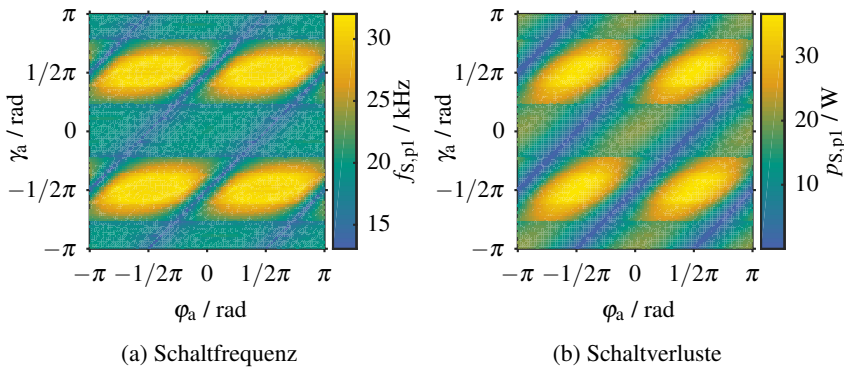 π
1/2π
0
−1/2π
−π
γa / rad
−π −1/2π 0 1/2π π
φa / rad
30
25
20
15
fS,p1 / kHz
(a) Schaltfrequenz
π
1/2π
0
−1/2π
−π
γa / rad
−π −1/2π 0 1/2π π
φa / rad
30
20
10
pS,p1 / W
(b) Schaltverluste